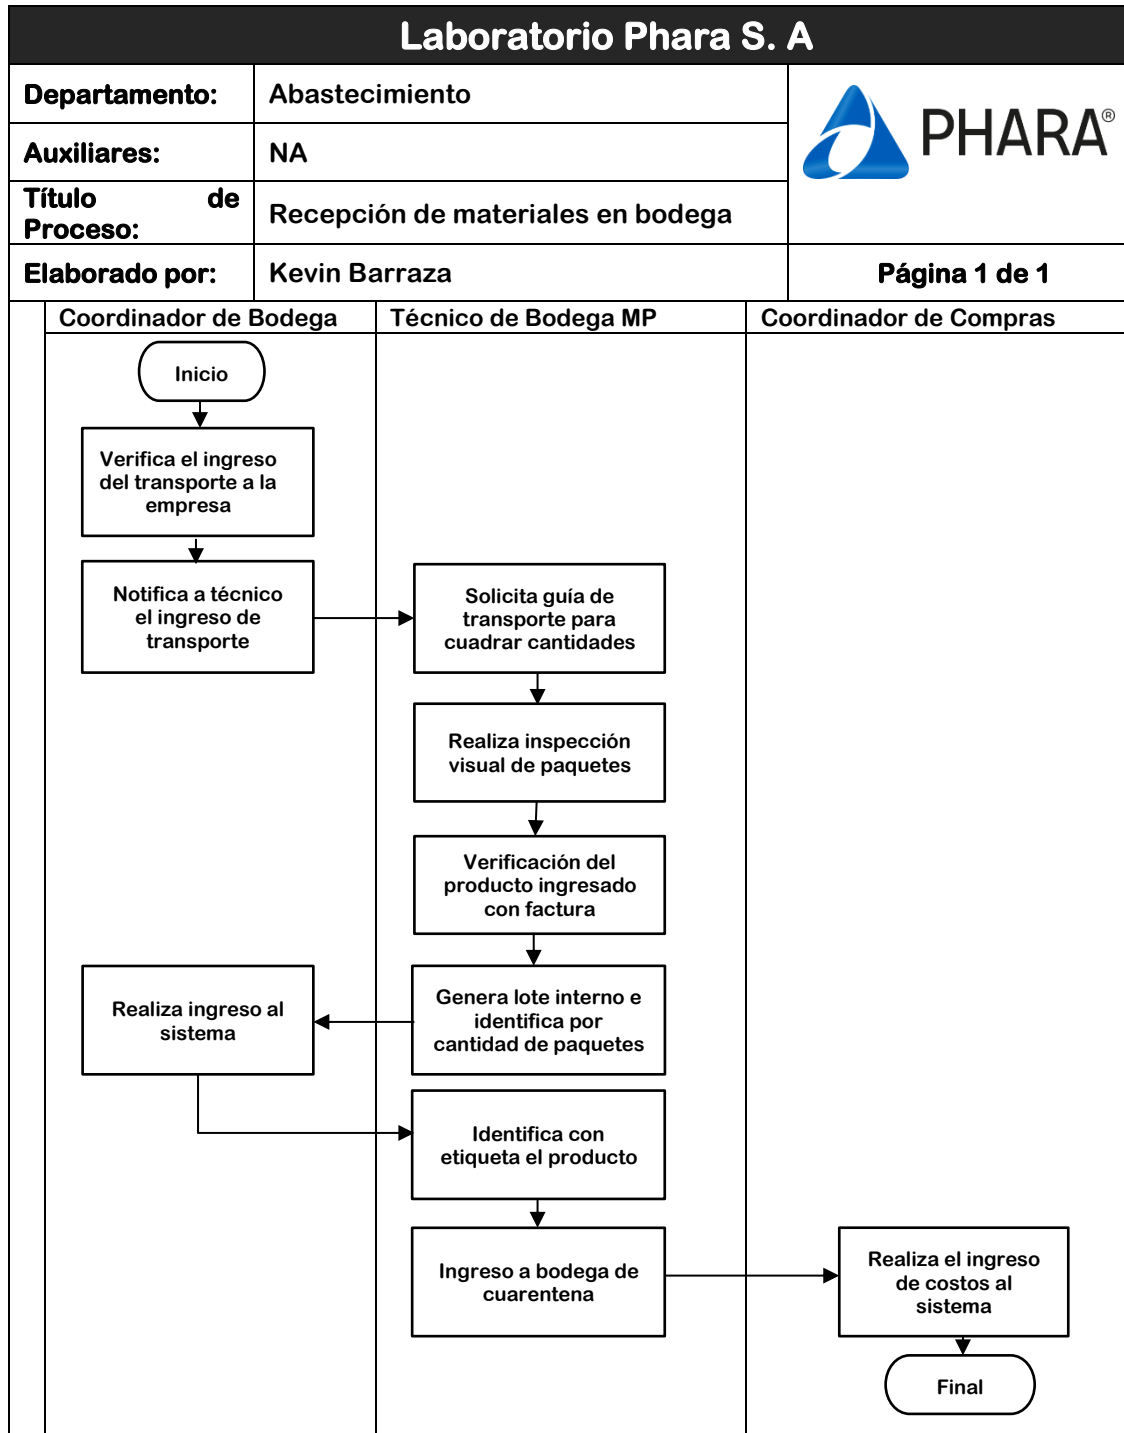 Laboratorio Phara S. A
Departamento:
Abastecimiento
PHARA®
Auxiliares:
NA
Título de
Proceso:
Recepción de materiales en bodega
Elaborado por:
Kevin Barraza
Página 1 de 1
Coordinador de Bodega
Técnico de Bodega MP
Coordinador de Compras
Inicio
Verifica el ingreso
del transporte a la
empresa
Notifica a técnico
el ingreso de
transporte
Solicita guía de
transporte para
cuadrar cantidades
Realiza inspección
visual de paquetes
Verificación del
producto ingresado
con factura
Genera lote interno e
identifica por
cantidad de paquetes
Realiza ingreso al
sistema
Identifica con
etiqueta el producto
Ingreso a bodega de
cuarentena
Realiza el ingreso
de costos al
sistema
Final